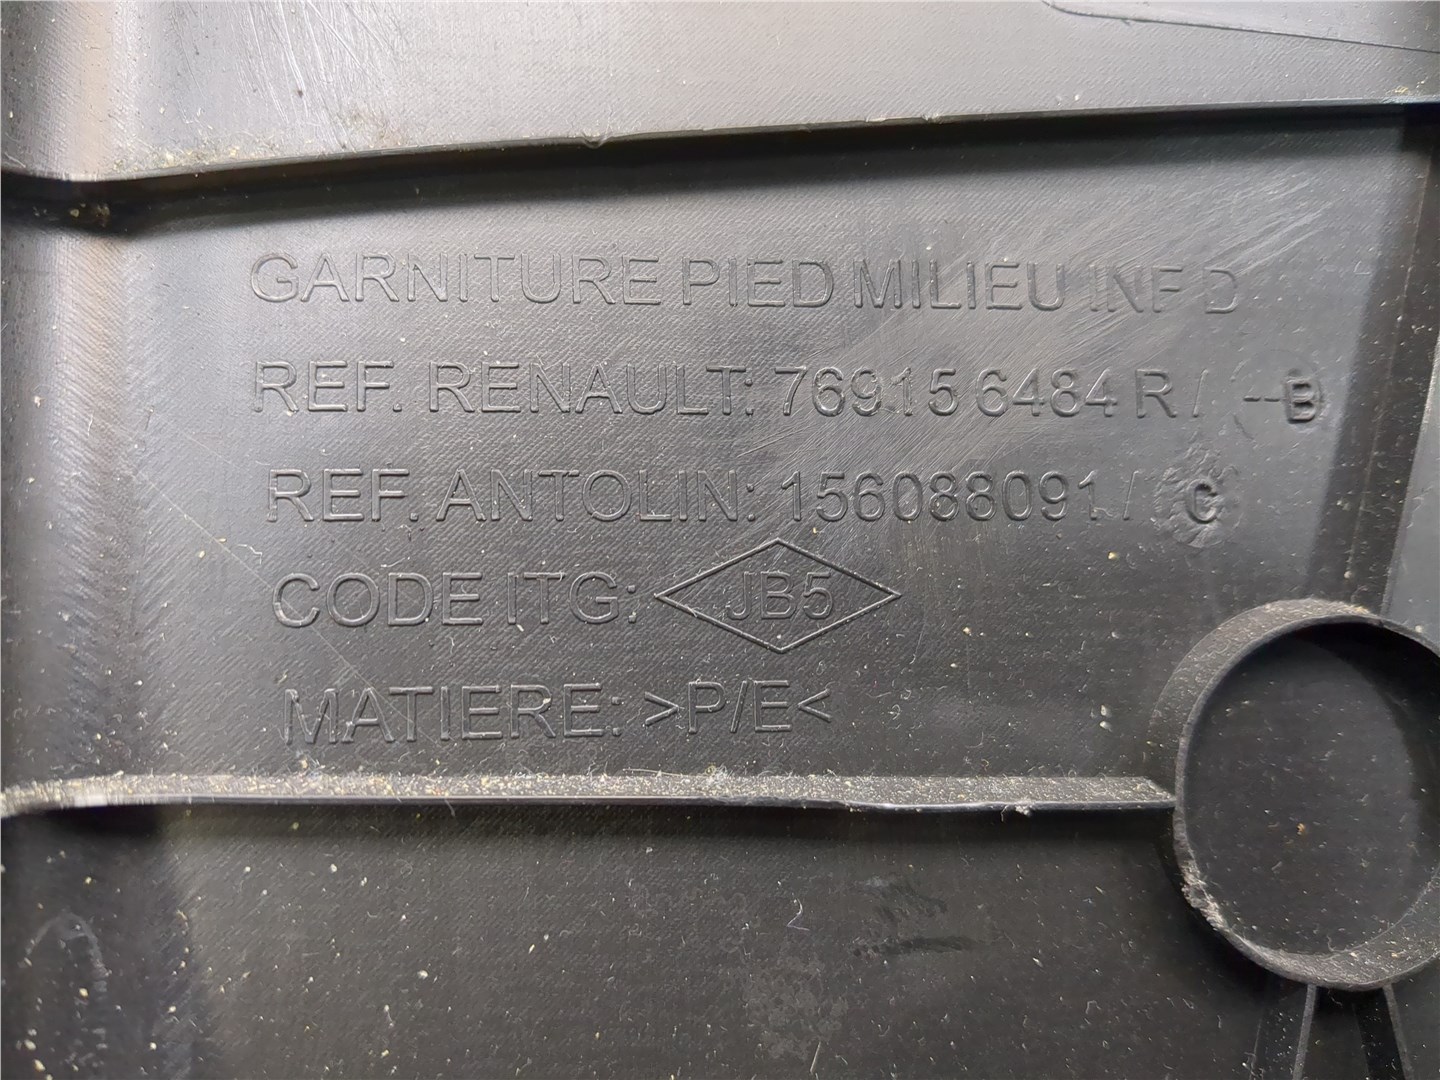 GARNITURE PIED MILIEU INF D
REF. RENAULT: 76915 6484 R / --B
REF. ANTOLIN: 156088091 / C
CODE ITG: JB5
MATIERE: >P/E<